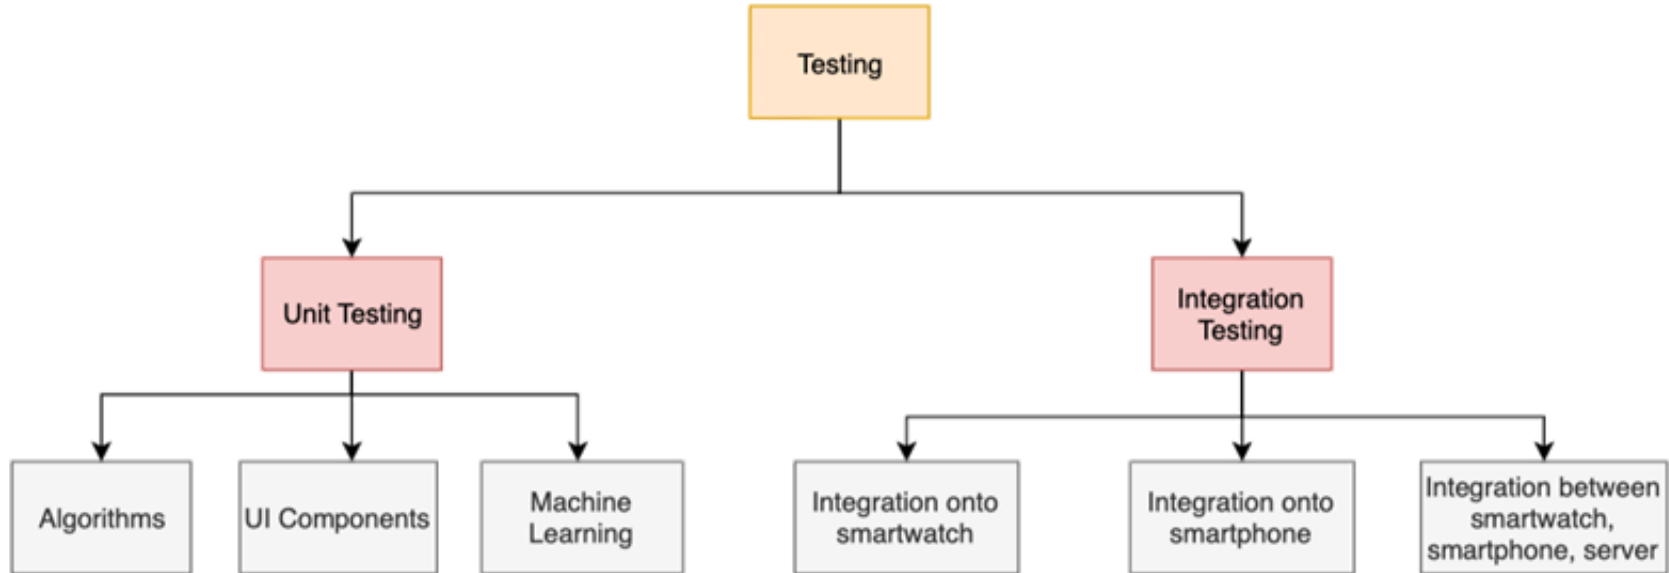 Testing
Unit Testing
Integration
Testing
Algorithms
UI Components
Machine
Learning
Integration onto
smartwatch
Integration onto
smartphone
Integration between
smartwatch,
smartphone, server